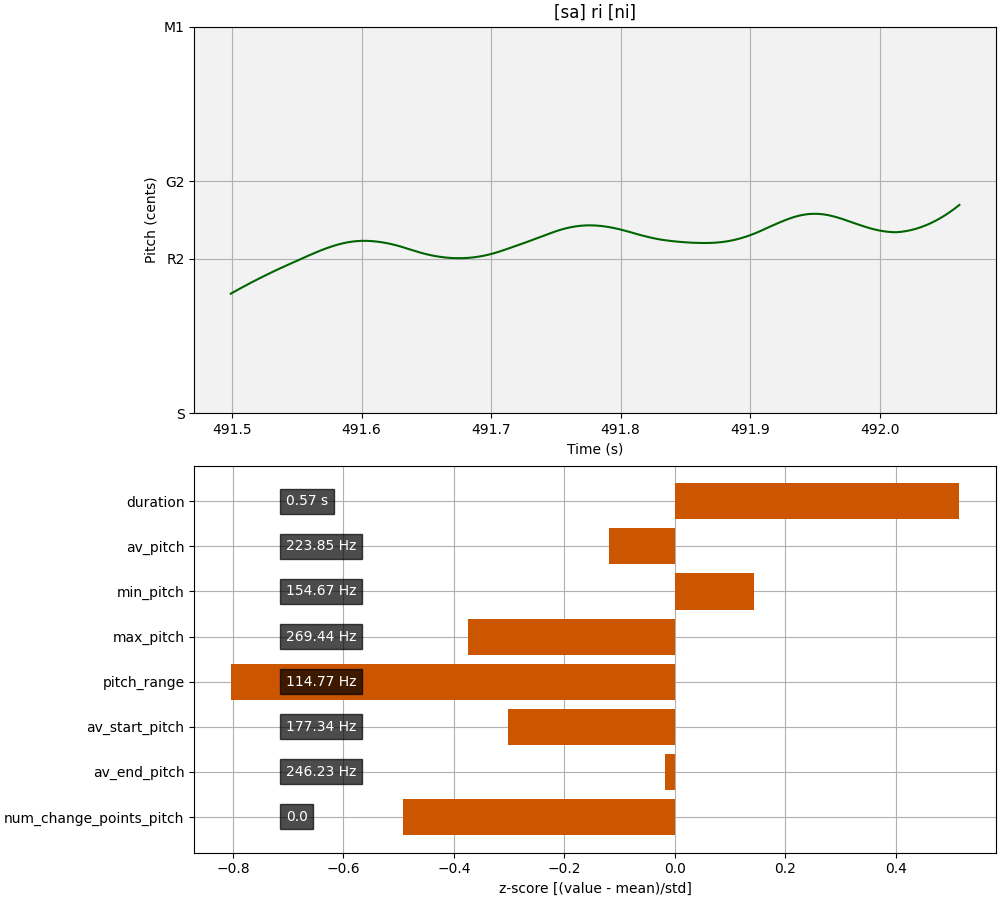 [sa] ri [ni]
M1
G2
R2
S
Pitch (cents)
491.5 491.6 491.7 491.8 491.9 492.0
Time (s)
duration 0.57 s
av_pitch 223.85 Hz
min_pitch 154.67 Hz
max_pitch 269.44 Hz
pitch_range 114.77 Hz
av_start_pitch 177.34 Hz
av_end_pitch 246.23 Hz
num_change_points_pitch 0.0
−0.8 −0.6 −0.4 −0.2 0.0 0.2 0.4
z-score [(value - mean)/std]